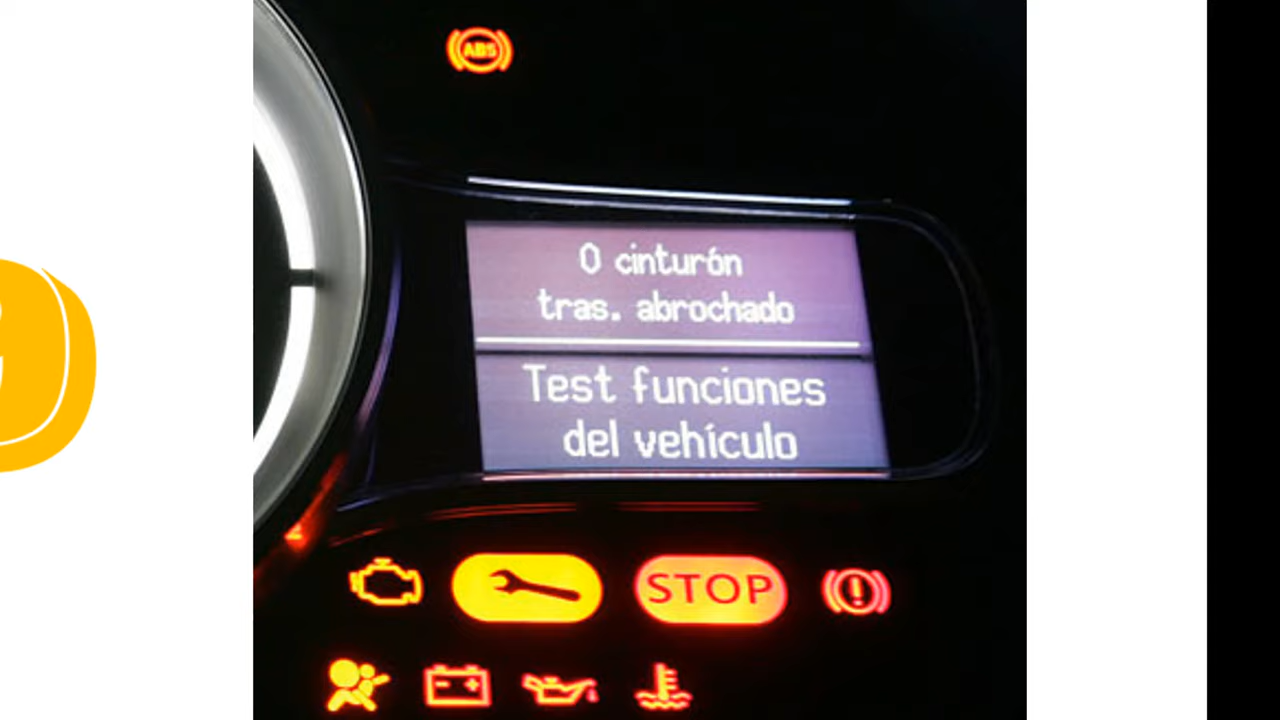 ABS
0 cinturón
tras. abrochado
Test funciones
del vehículo
STOP